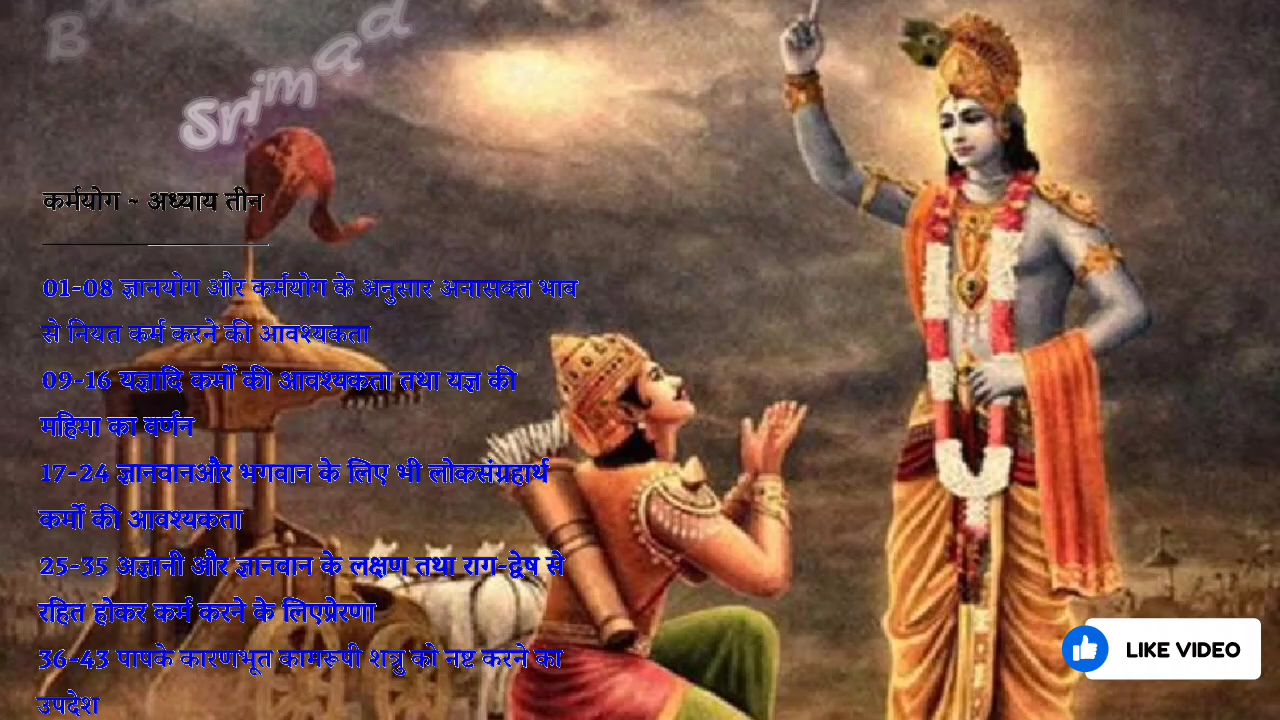 B
Srimad
कर्मयोग ~ अध्याय तीन
01-08 ज्ञानयोग और कर्मयोग के अनुसार अनासक्त भाव
से नियत कर्म करने की आवश्यकता
09-16 यज्ञादि कर्मों की आवश्यकता तथा यज्ञ की
महिमा का वर्णन
17-24 ज्ञानवानऔर भगवान के लिए भी लोकसंग्रहार्थ
कर्मों की आवश्यकता
25-35 अज्ञानी और ज्ञानवान के लक्षण तथा राग-द्वेष से
रहित होकर कर्म करने के लिएप्रेरणा
36-43 पापके कारणभूत कामरूपी शत्रु को नष्ट करने का
उपदेश
LIKE VIDEO